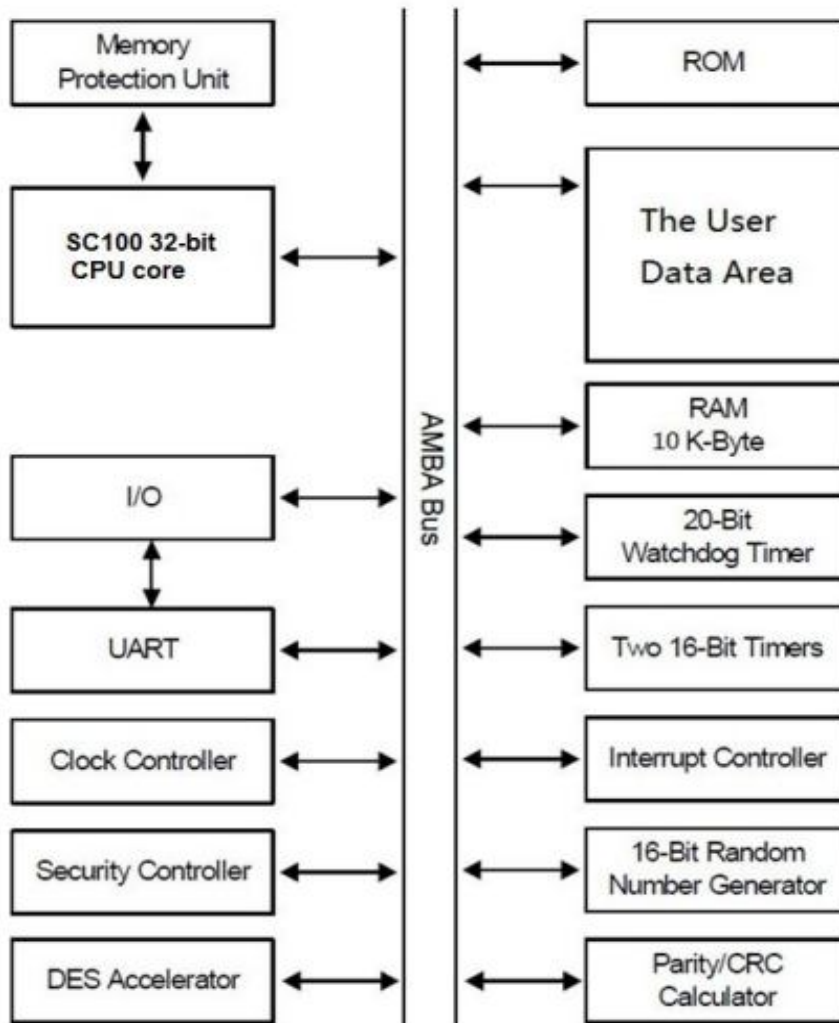 Memory
Protection Unit
SC100 32-bit
CPU core
I/O
UART
Clock Controller
Security Controller
DES Accelerator
AMBA Bus
ROM
The User
Data Area
RAM
10 K-Byte
20-Bit
Watchdog Timer
Two 16-Bit Timers
Interrupt Controller
16-Bit Random
Number Generator
Parity/CRC
Calculator